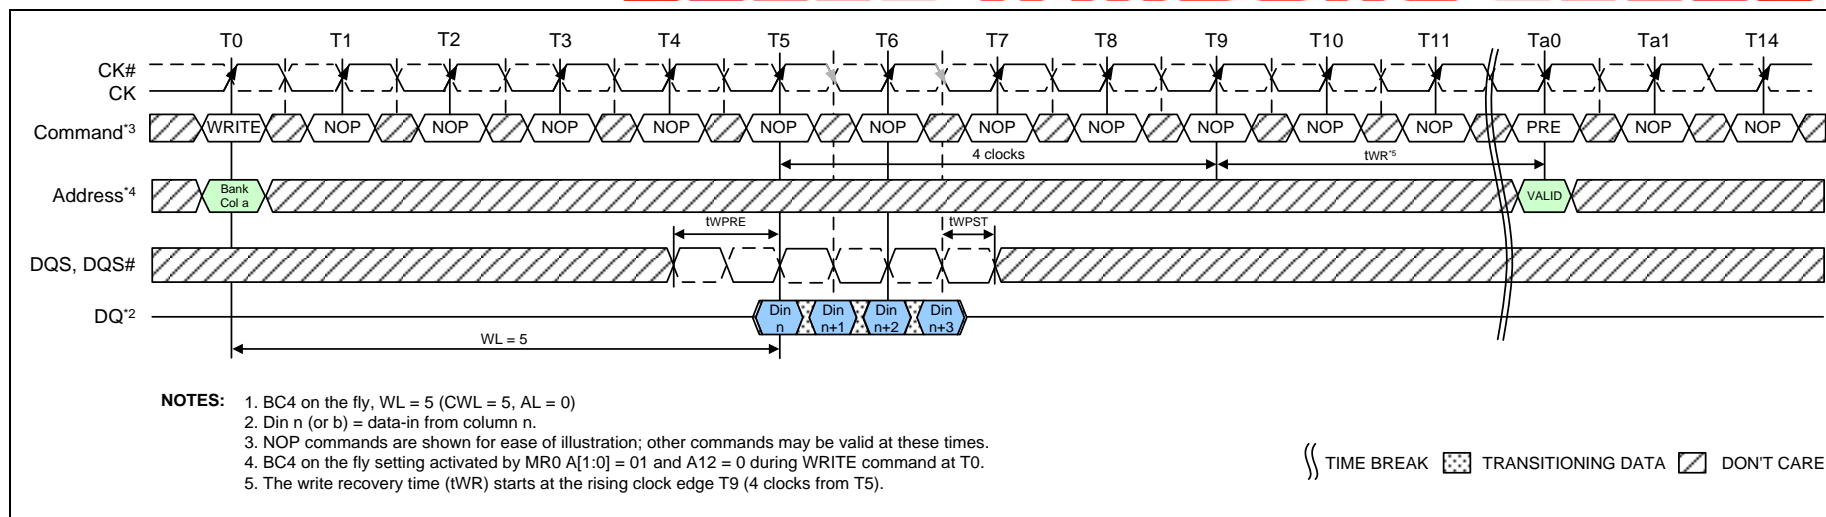 T0 T1 T2 T3 T4 T5 T6 T7 T8 T9 T10 T11 Ta0 Ta1 T14
CK#
CK
Command*3 WRITE NOP NOP NOP NOP NOP NOP NOP NOP NOP NOP NOP PRE NOP NOP
4 clocks tWR*5
Address*4 Bank Col a VALID
tWPRE tWPST
DQS, DQS#
DQ*2 Din n Din n+1 Din n+2 Din n+3
WL = 5
NOTES: 1. BC4 on the fly, WL = 5 (CWL = 5, AL = 0)
2. Din n (or b) = data-in from column n.
3. NOP commands are shown for ease of illustration; other commands may be valid at these times.
4. BC4 on the fly setting activated by MR0 A[1:0] = 01 and A12 = 0 during WRITE command at T0.
5. The write recovery time (tWR) starts at the rising clock edge T9 (4 clocks from T5).
TIME BREAK TRANSITIONING DATA DON'T CARE